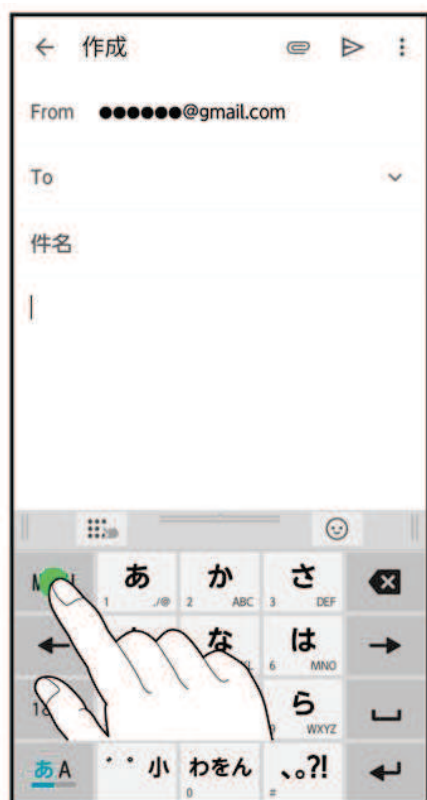 ← 作成
From ●●●●●●@gmail.com
To
件名
あ 1 ./@ か 2 ABC さ 3 DEF
← な は 6 MNO →
ら WXYZ
あA ゛゜小 わをん 0 、。?! #